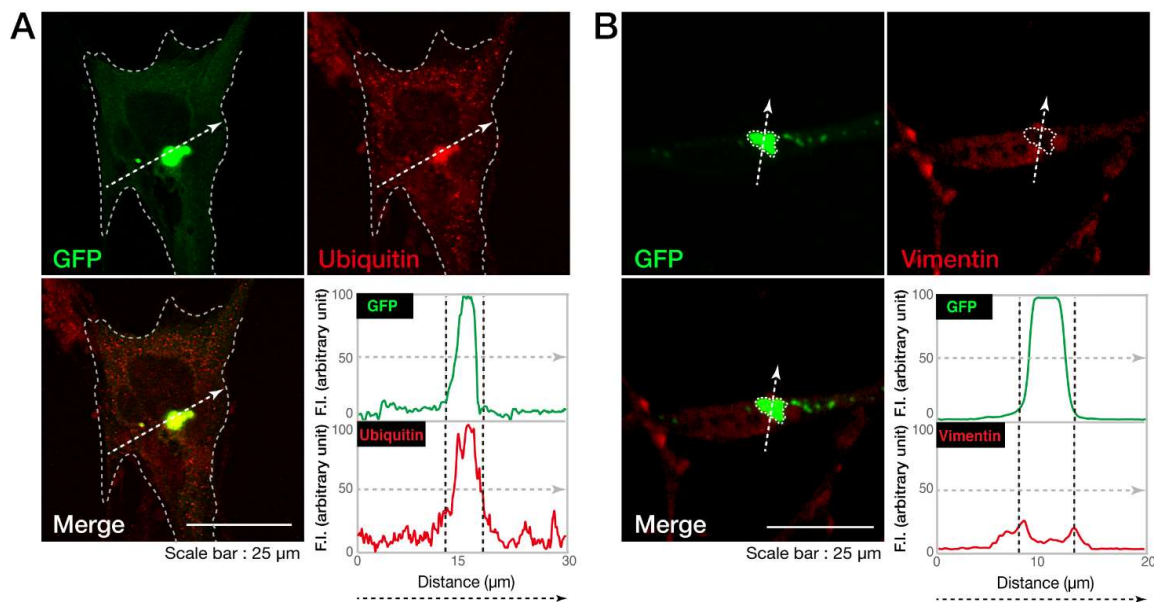 A
GFP
Ubiquitin
Merge
Scale bar : 25 µm
F.I. (arbitrary unit)
100
50
0
GFP
F.I. (arbitrary unit)
100
50
0
Ubiquitin
0
15
30
Distance (µm)
B
GFP
Vimentin
Merge
Scale bar : 25 µm
F.I. (arbitrary unit)
100
50
0
GFP
F.I. (arbitrary unit)
100
50
0
Vimentin
0
10
20
Distance (µm)